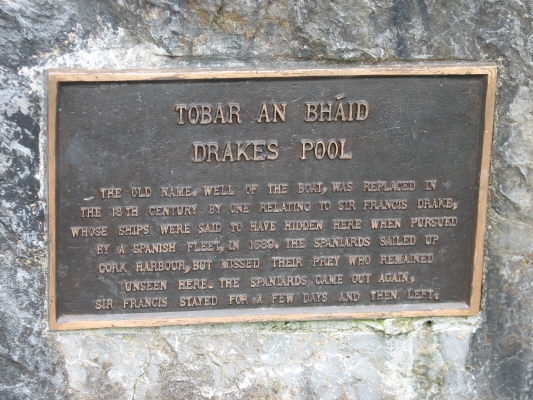 TOBAR AN BHÁID
DRAKES POOL
THE OLD NAME, WELL OF THE BOAT, WAS REPLACED IN
THE 18TH CENTURY BY ONE RELATING TO SIR FRANCIS DRAKE,
WHOSE SHIPS WERE SAID TO HAVE HIDDEN HERE WHEN PURSUED
BY A SPANISH FLEET, IN 1589. THE SPANIARDS SAILED UP
CORK HARBOUR, BUT MISSED THEIR PREY WHO REMAINED
UNSEEN HERE. THE SPANIARDS CAME OUT AGAIN,
SIR FRANCIS STAYED FOR A FEW DAYS AND THEN LEFT.